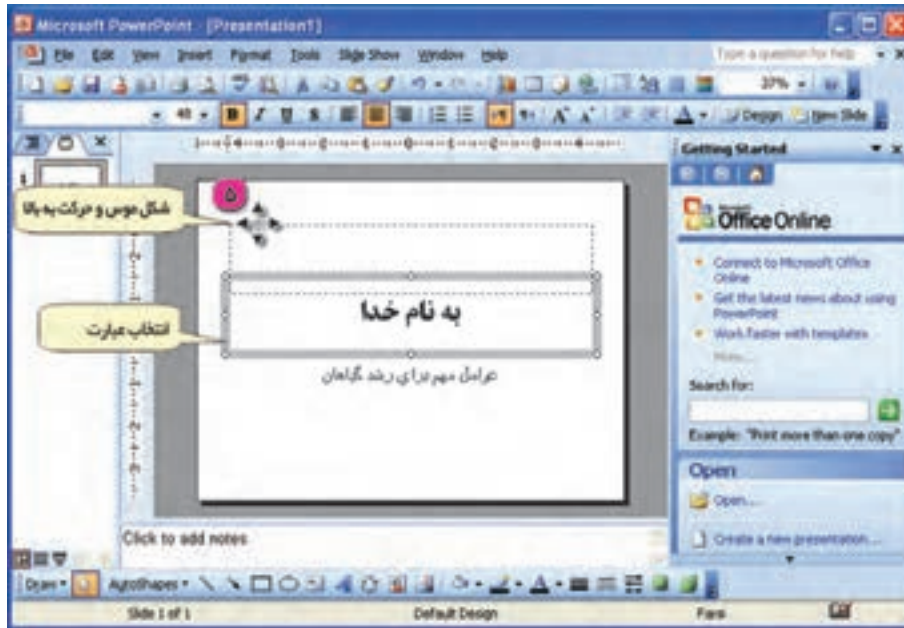 Microsoft PowerPoint - [Presentation1]
File Edit View Insert Format Tools Slide Show Window Help Type a question for help
37%
48 B I U S Design New Slide
Getting Started
1
۵
شکل موس و حرکت به بالا
Microsoft
Office Online
Connect to Microsoft Office Online
Get the latest news about using PowerPoint
Work faster with templates
More...
به نام خدا
انتخاب عبارت
عوامل مهم برای رشد گیاهان
Search for:
Example: "Print more than one copy"
Open
Open...
Create a new presentation...
Click to add notes
Draw AutoShapes
Slide 1 of 1 Default Design Farsi